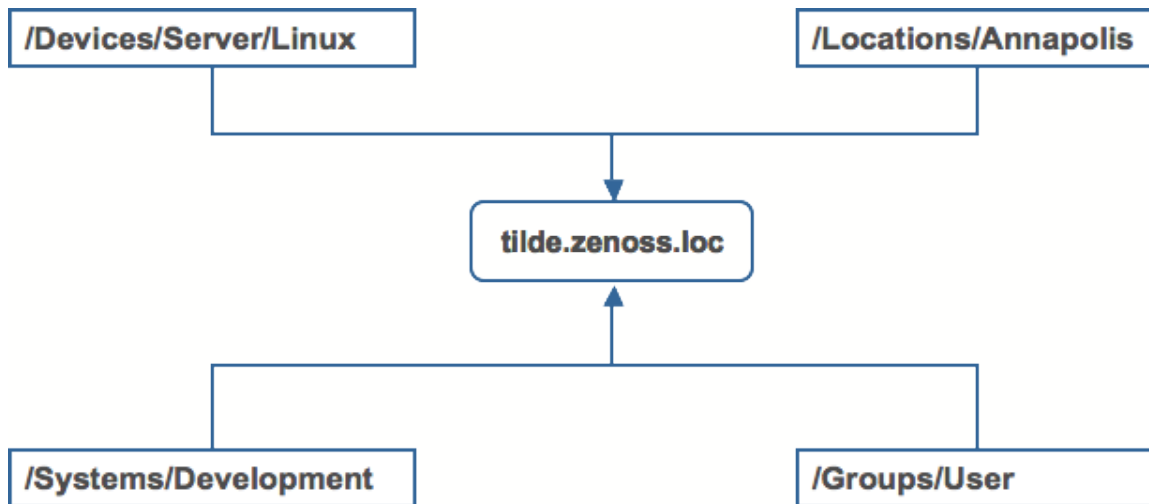 /Devices/Server/Linux
/Locations/Annapolis
tilde.zenoss.loc
/Systems/Development
/Groups/User